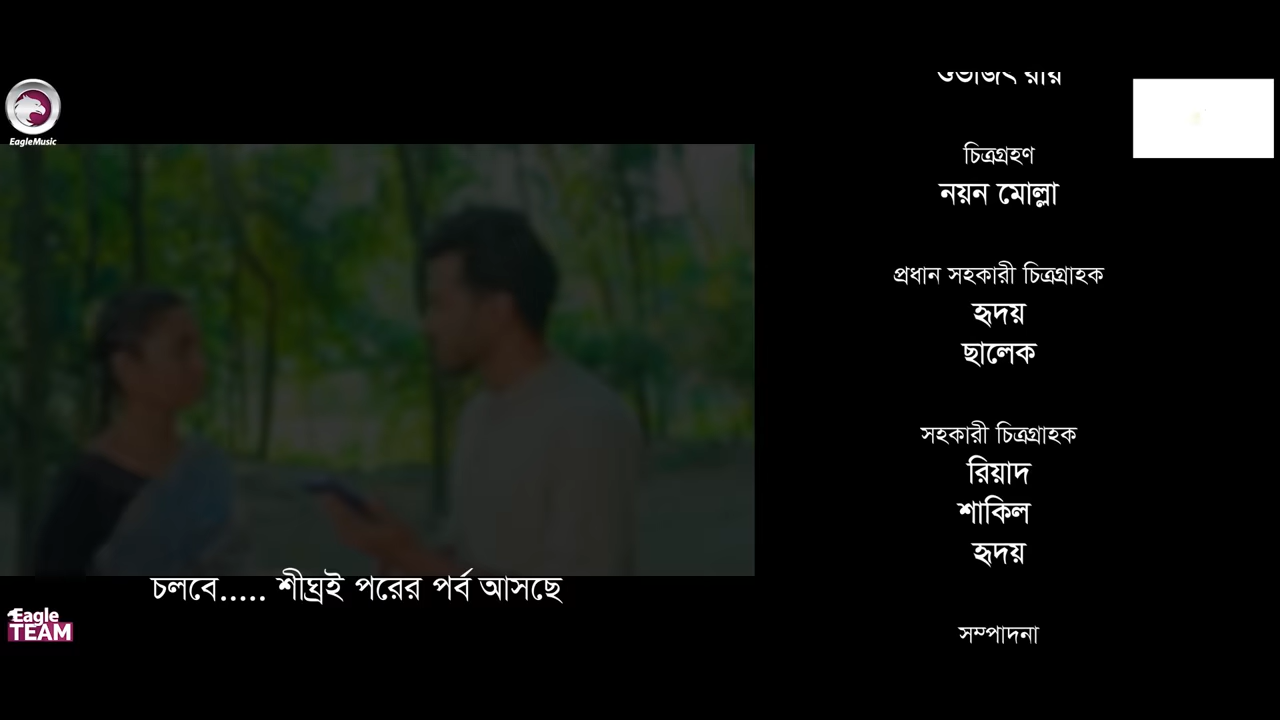 EagleMusic
চিত্রগ্রহণ
নয়ন মোল্লা
প্রধান সহকারী চিত্রগ্রাহক
হৃদয়
ছালেক
সহকারী চিত্রগ্রাহক
রিয়াদ
শাকিল
হৃদয়
চলবে..... শীঘ্রই পরের পর্ব আসছে
Eagle
TEAM
সম্পাদনা